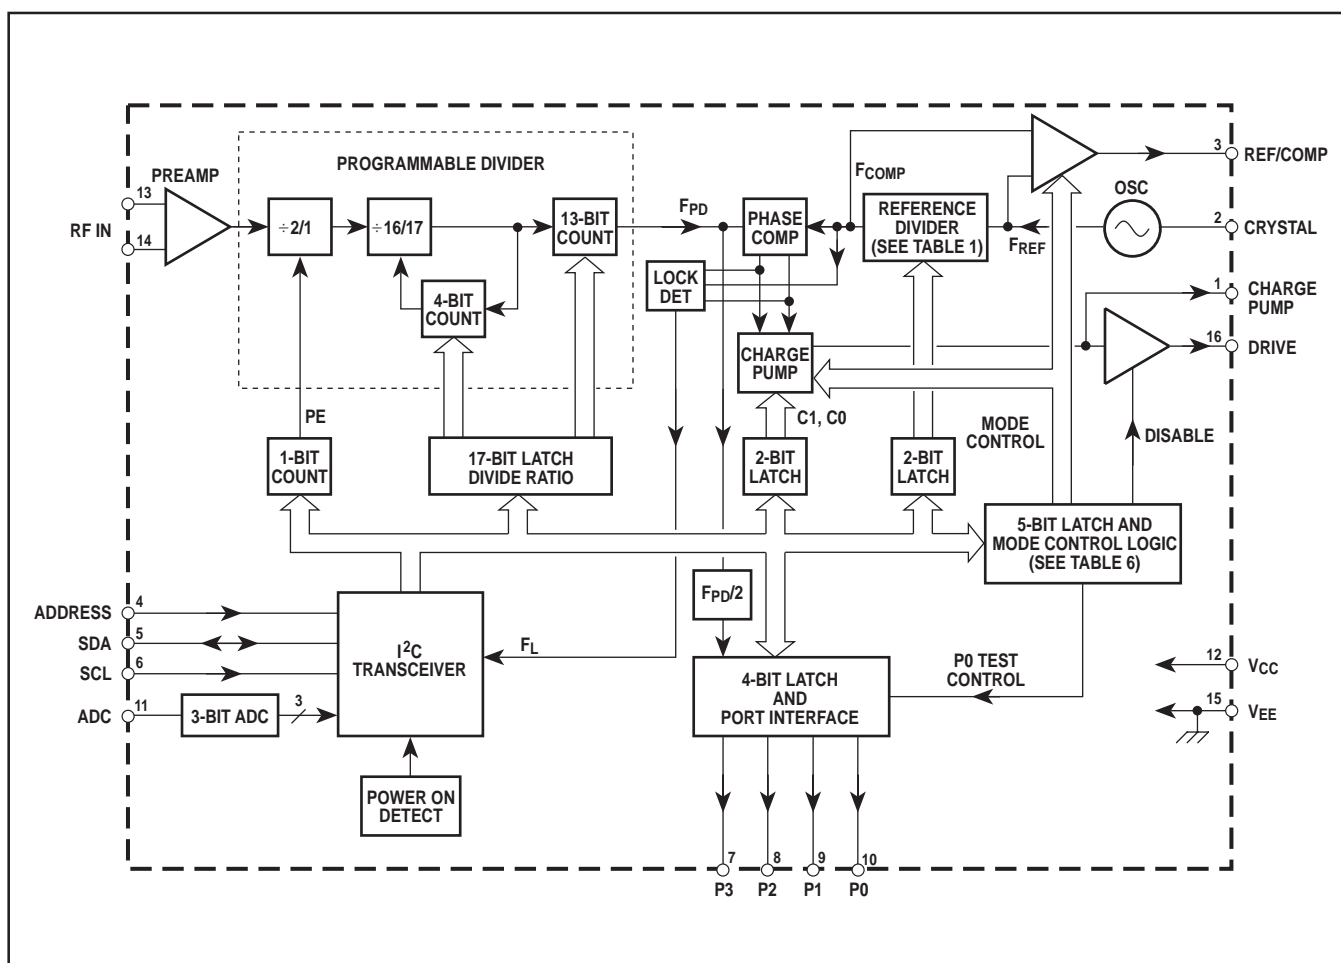 PROGRAMMABLE DIVIDER
PREAMP
13
RF IN
14
÷2/1
÷16/17
13-BIT
COUNT
4-BIT
COUNT
FPD
PHASE
COMP
FCOMP
REFERENCE
DIVIDER
(SEE TABLE 1)
FREF
OSC
3
REF/COMP
2
CRYSTAL
1
CHARGE
PUMP
16
DRIVE
LOCK
DET
CHARGE
PUMP
C1, C0
MODE
CONTROL
DISABLE
PE
1-BIT
COUNT
17-BIT LATCH
DIVIDE RATIO
2-BIT
LATCH
2-BIT
LATCH
5-BIT LATCH AND
MODE CONTROL LOGIC
(SEE TABLE 6)
FPD/2
ADDRESS
4
SDA
5
SCL
6
ADC
11
3-BIT ADC
3
I2C
TRANSCEIVER
FL
4-BIT LATCH
AND
PORT INTERFACE
P0 TEST
CONTROL
12
VCC
15
VEE
POWER ON
DETECT
7
8
9
10
P3
P2
P1
P0